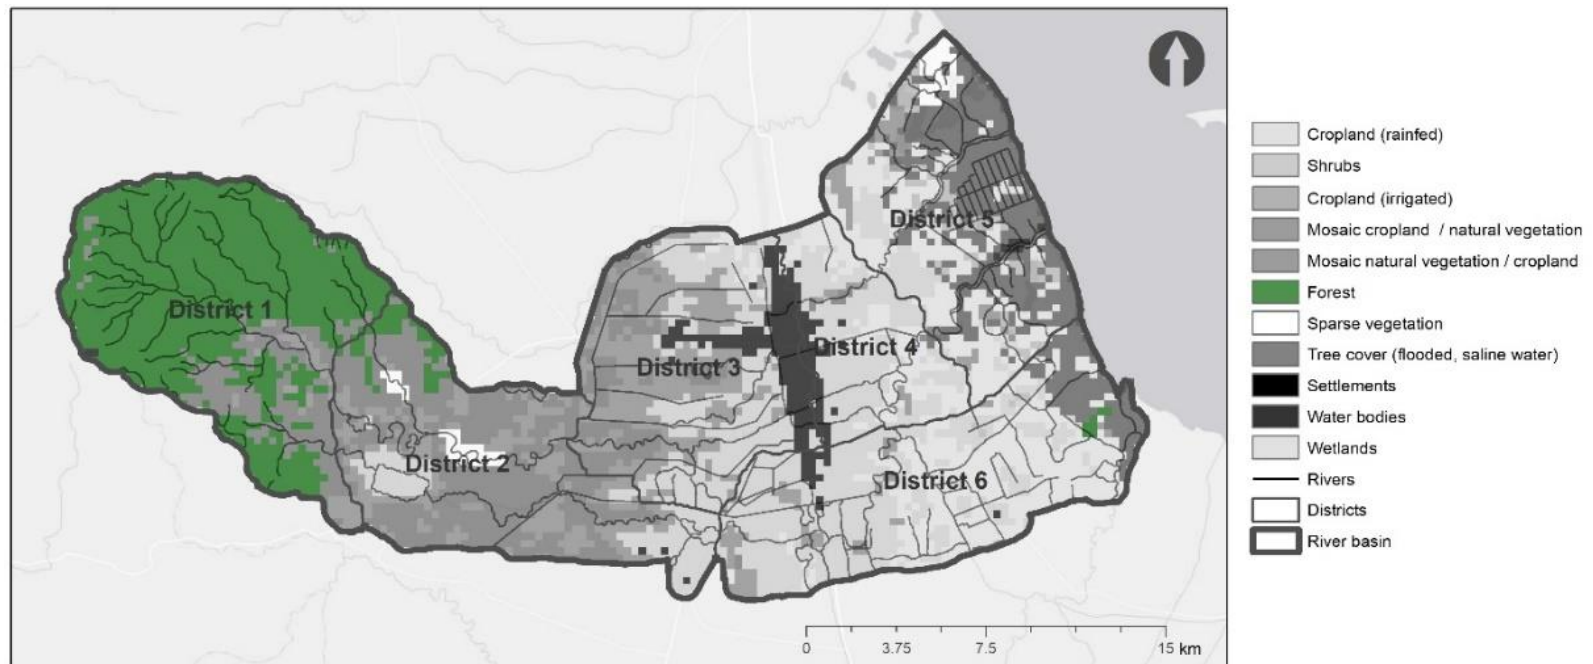 District 1
District 2
District 3
District 4
District 5
District 6
0 3.75 7.5 15 km
Cropland (rainfed)
Shrubs
Cropland (irrigated)
Mosaic cropland / natural vegetation
Mosaic natural vegetation / cropland
Forest
Sparse vegetation
Tree cover (flooded, saline water)
Settlements
Water bodies
Wetlands
Rivers
Districts
River basin